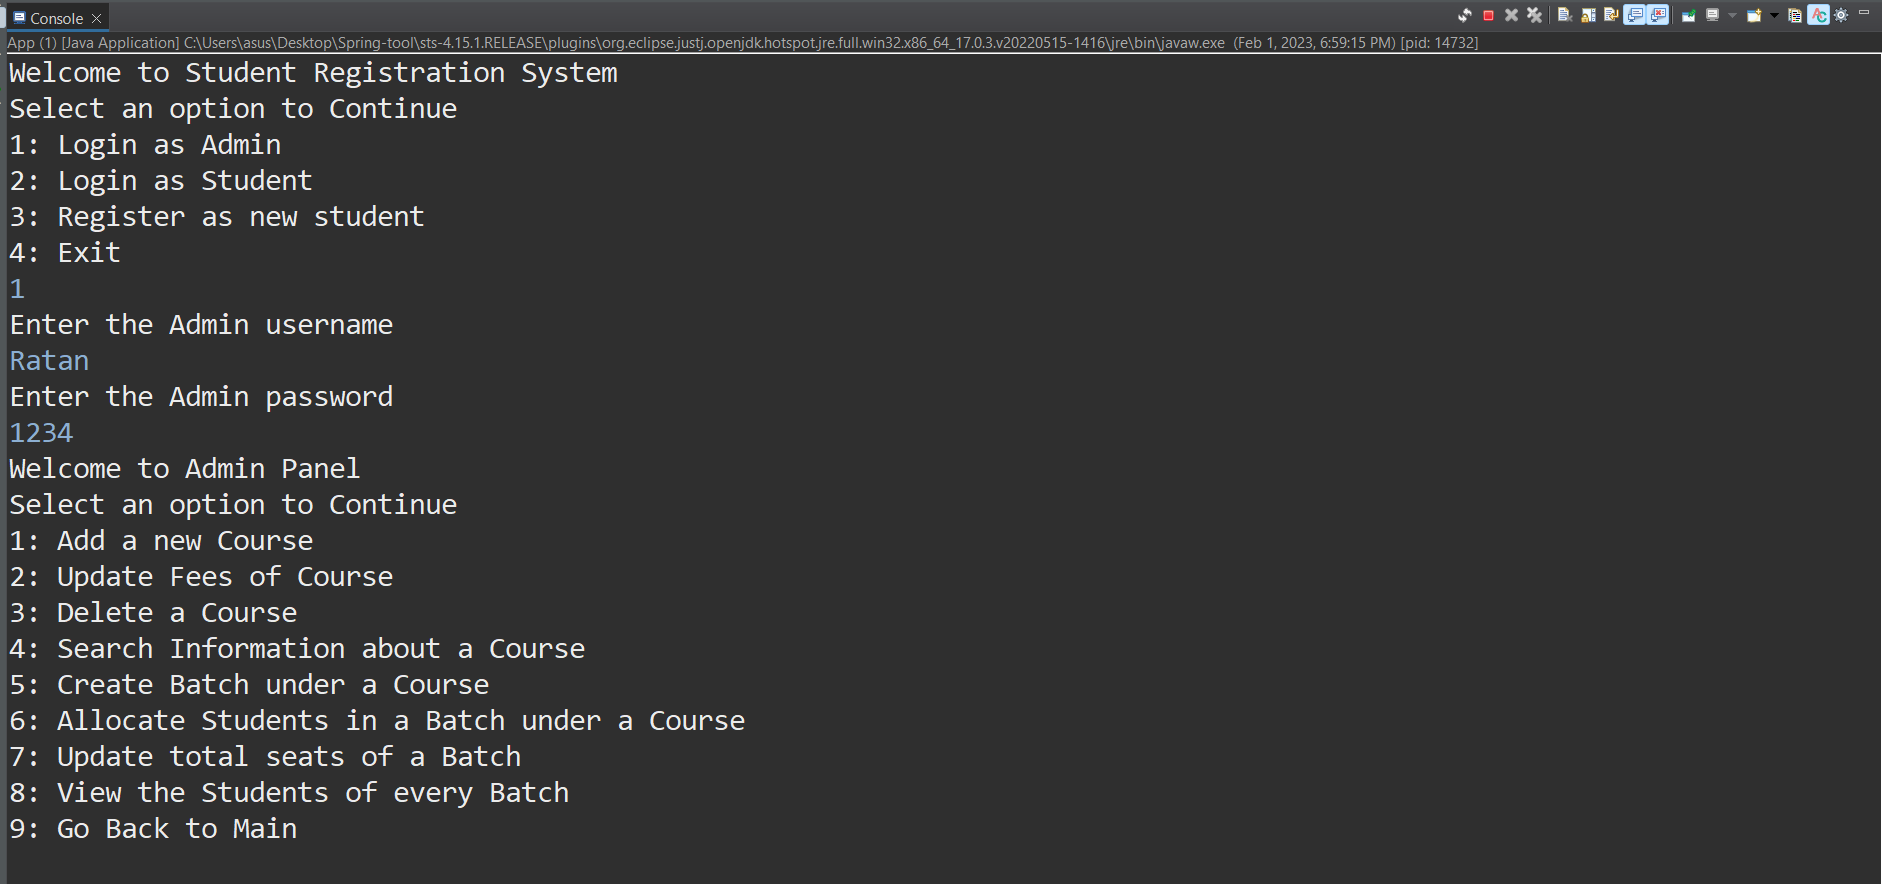 Console
App (1) [Java Application] C:\Users\asus\Desktop\Spring-tool\sts-4.15.1.RELEASE\plugins\org.eclipse.justj.openjdk.hotspot.jre.full.win32.x86_64_17.0.3.v20220515-1416\jre\bin\javaw.exe (Feb 1, 2023, 6:59:15 PM) [pid: 14732]
Welcome to Student Registration System
Select an option to Continue
1: Login as Admin
2: Login as Student
3: Register as new student
4: Exit
1
Enter the Admin username
Ratan
Enter the Admin password
1234
Welcome to Admin Panel
Select an option to Continue
1: Add a new Course
2: Update Fees of Course
3: Delete a Course
4: Search Information about a Course
5: Create Batch under a Course
6: Allocate Students in a Batch under a Course
7: Update total seats of a Batch
8: View the Students of every Batch
9: Go Back to Main